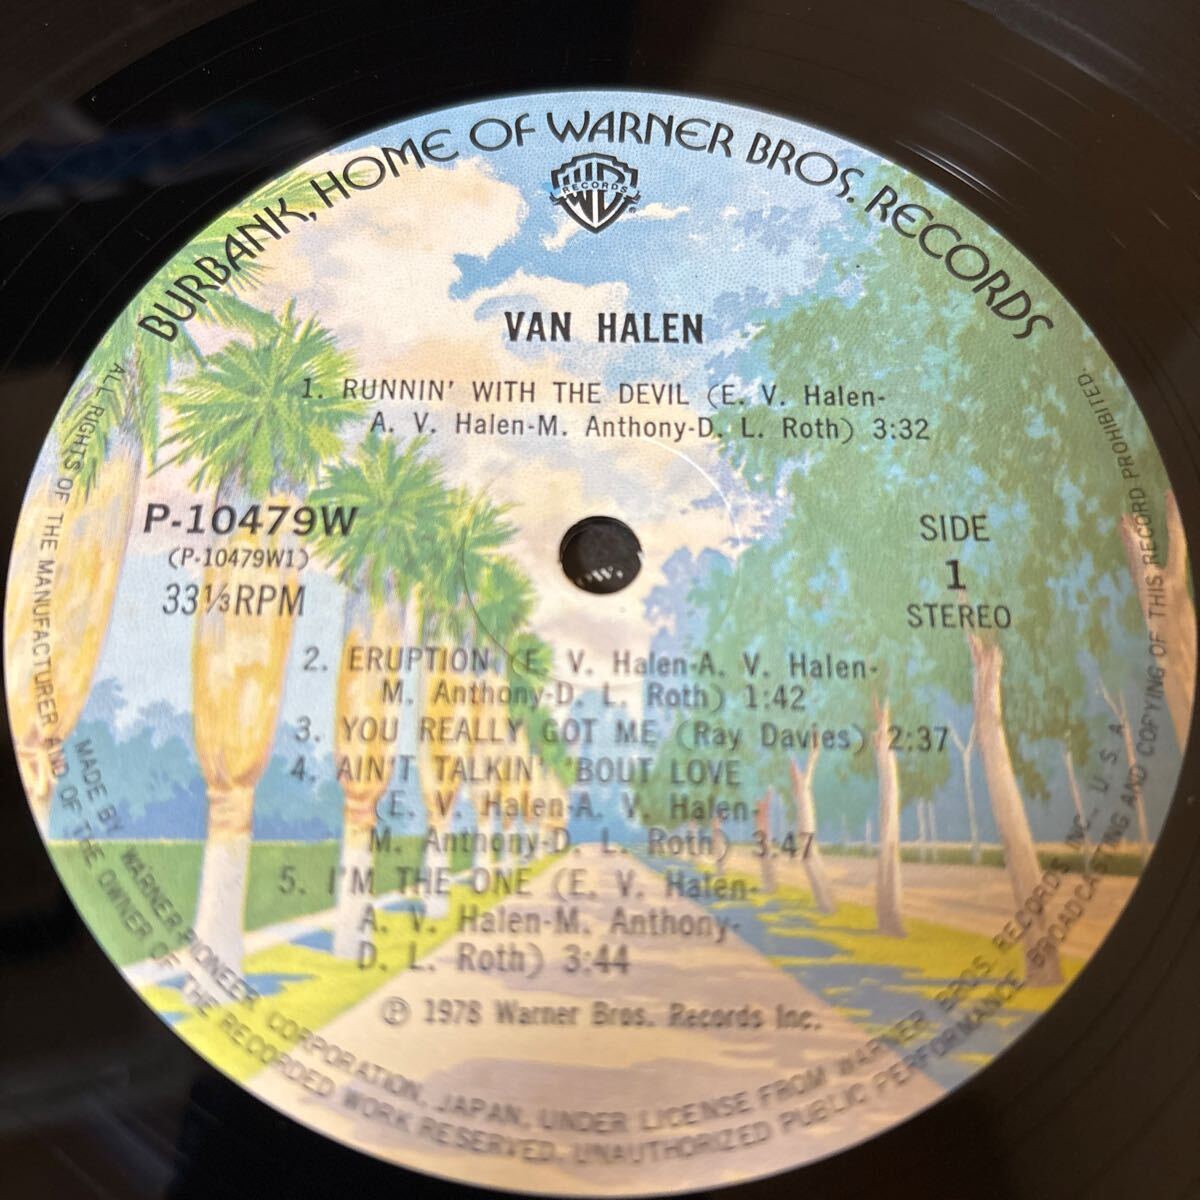 BURBANK, HOME OF WARNER BROS. RECORDS
W RECORDS ®
VAN HALEN
1. RUNNIN' WITH THE DEVIL (E. V. Halen-
A. V. Halen-M. Anthony-D. L. Roth) 3:32
P-10479W
(P-10479W1)
33⅓RPM
SIDE
1
STEREO
2. ERUPTION (E. V. Halen-A. V. Halen-
M. Anthony-D. L. Roth) 1:42
3. YOU REALLY GOT ME (Ray Davies) 2:37
4. AIN'T TALKIN' 'BOUT LOVE
(E. V. Halen-A. V. Halen-
M. Anthony-D. L. Roth) 3:47
5. I'M THE ONE (E. V. Halen-
A. V. Halen-M. Anthony-
D. L. Roth) 3:44
Ⓟ 1978 Warner Bros. Records Inc.
MADE BY WARNER-PIONEER CORPORATION, JAPAN, UNDER LICENSE FROM WARNER BROS. RECORDS INC., U. S. A.
ALL RIGHTS OF THE MANUFACTURER AND OF THE OWNER OF THE RECORDED WORK RESERVED. UNAUTHORIZED PUBLIC PERFORMANCE BROADCASTING AND COPYING OF THIS RECORD PROHIBITED.